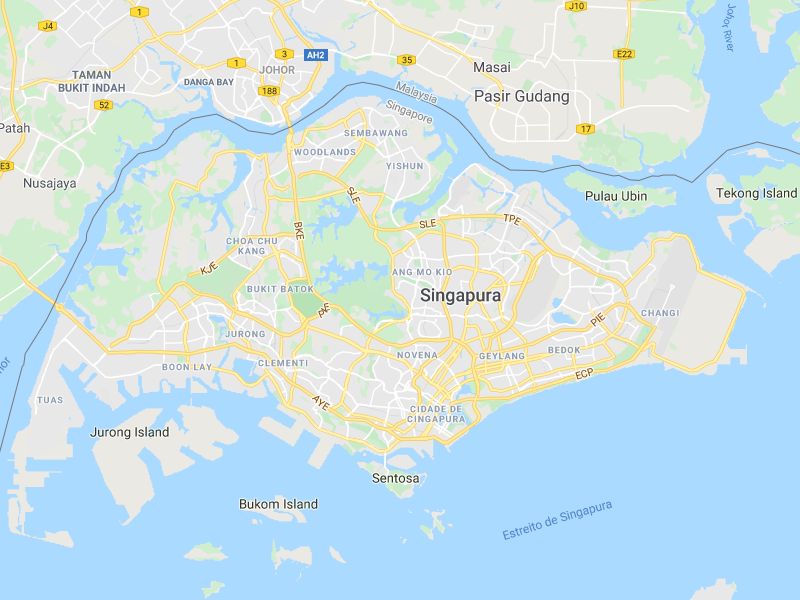 J10
J4
1
3
AH2
E22
Johor River
JOHOR
35
Masai
1
TAMAN
BUKIT INDAH
DANGA BAY
188
Malaysia
Singapore
Pasir Gudang
52
17
Patah
SEMBAWANG
WOODLANDS
E3
YISHUN
Nusajaya
SLE
Pulau Ubin
Tekong Island
BKE
SLE
TPE
CHOA CHU
KANG
KJE
ANG MO KIO
BUKIT BATOK
Singapura
PIE
CHANGI
PIE
JURONG
NOVENA
GEYLANG
BEDOK
BOON LAY
CLEMENTI
ECP
TUAS
AYE
CIDADE DE
CINGAPURA
Jurong Island
Sentosa
Bukom Island
Estreito de Singapura